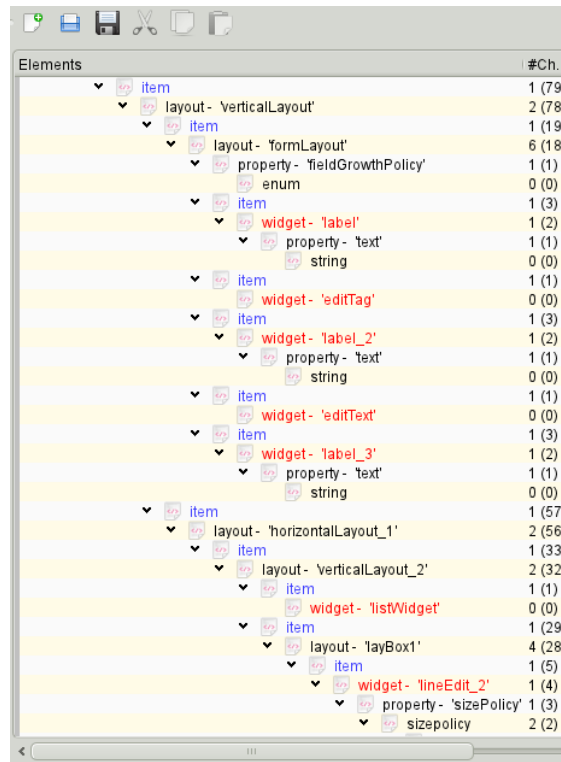 Elements #Ch.
item 1 (79
layout - 'verticalLayout' 2 (78
item 1 (19
layout - 'formLayout' 6 (18
property - 'fieldGrowthPolicy' 1 (1)
enum 0 (0)
item 1 (3)
widget - 'label' 1 (2)
property - 'text' 1 (1)
string 0 (0)
item 1 (1)
widget - 'editTag' 0 (0)
item 1 (3)
widget - 'label_2' 1 (2)
property - 'text' 1 (1)
string 0 (0)
item 1 (1)
widget - 'editText' 0 (0)
item 1 (3)
widget - 'label_3' 1 (2)
property - 'text' 1 (1)
string 0 (0)
item 1 (57
layout - 'horizontalLayout_1' 2 (56
item 1 (33
layout - 'verticalLayout_2' 2 (32
item 1 (1)
widget - 'listWidget' 0 (0)
item 1 (29
layout - 'layBox1' 4 (28
item 1 (5)
widget - 'lineEdit_2' 1 (4)
property - 'sizePolicy' 1 (3)
sizepolicy 2 (2)